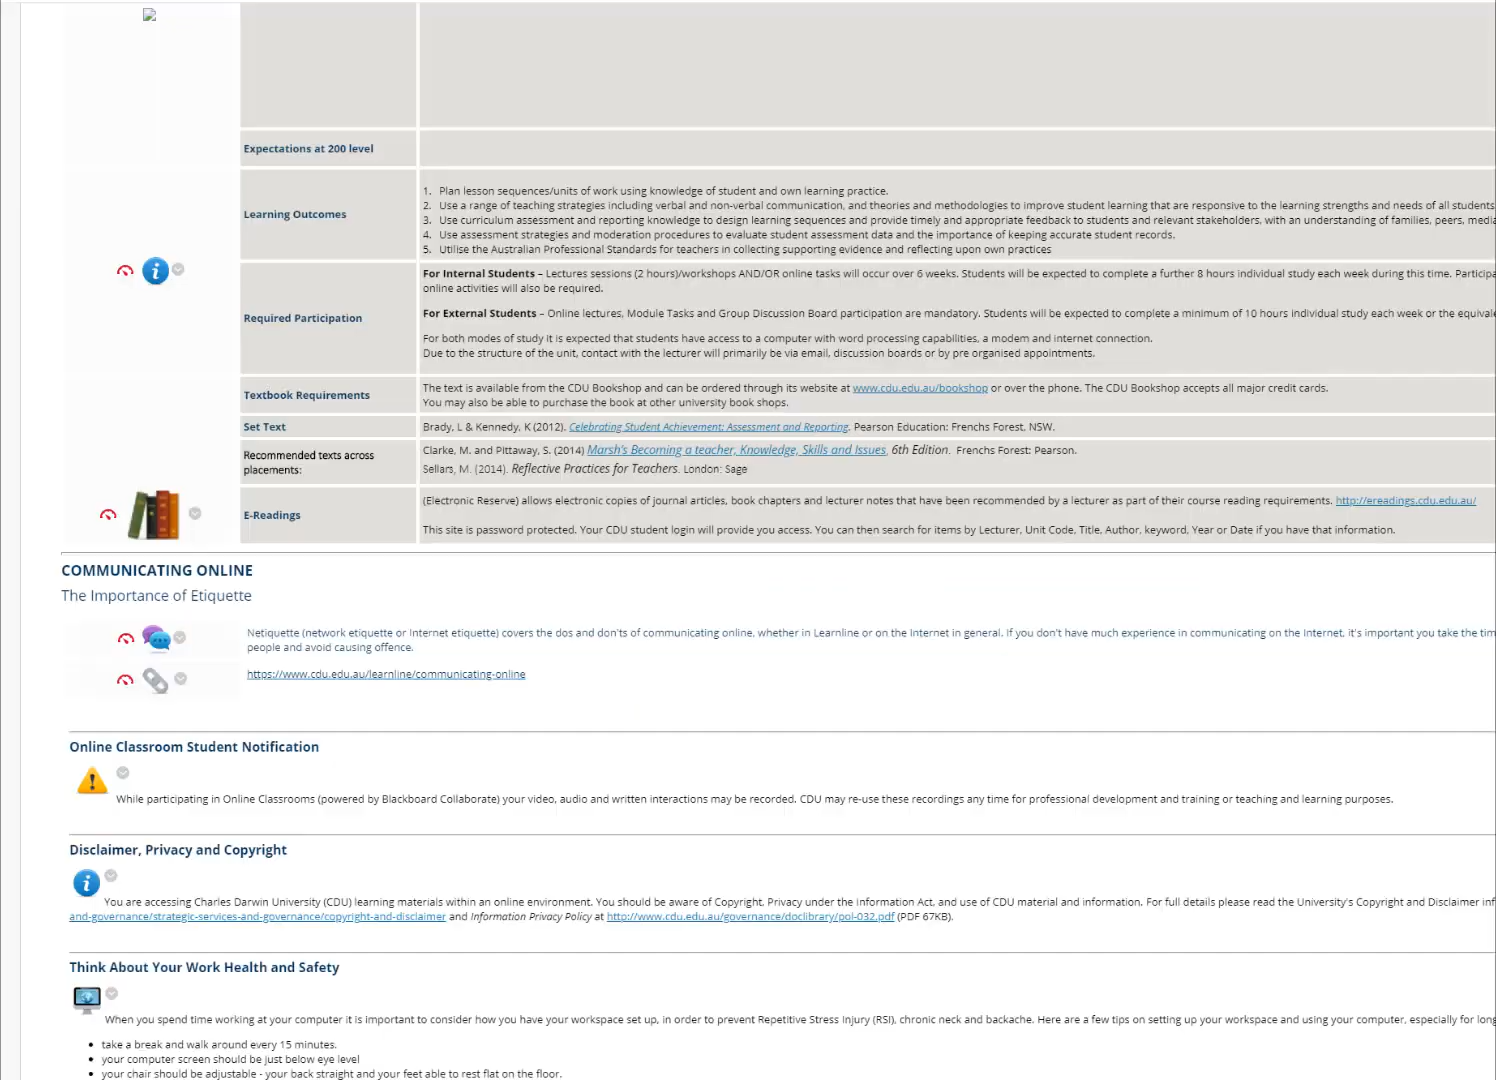 Expectations at 200 level
Learning Outcomes
1. Plan lesson sequences/units of work using knowledge of student and own learning practice.
2. Use a range of teaching strategies including verbal and non-verbal communication, and theories and methodologies to improve student learning that are responsive to the learning strengths and needs of all students
3. Use curriculum assessment and reporting knowledge to design learning sequences and provide timely and appropriate feedback to students and relevant stakeholders, with an understanding of families, peers,
4. Use assessment strategies and moderation procedures to evaluate student assessment data and the importance of keeping accurate student records.
5. Utilise the Australian Professional Standards for teachers in collecting supporting evidence and reflecting upon own practices
Required Participation
For Internal Students – Lectures sessions (2 hours)/workshops AND/OR online tasks will occur over 6 weeks. Students will be expected to complete a further 8 hours individual study each week during this time.
online activities will also be required.
For External Students – Online lectures, Module Tasks and Group Discussion Board participation are mandatory. Students will be expected to complete a minimum of 10 hours individual study each week or the
For both modes of study it is expected that students have access to a computer with word processing capabilities, a modem and internet connection.
Due to the structure of the unit, contact with the lecturer will primarily be via email, discussion boards or by pre organised appointments.
Textbook Requirements
The text is available from the CDU Bookshop and can be ordered through its website at www.cdu.edu.au/bookshop or over the phone. The CDU Bookshop accepts all major credit cards.
You may also be able to purchase the book at other university book shops.
Set Text
Brady, L & Kennedy, K (2012). Celebrating Student Achievement: Assessment and Reporting. Pearson Education: Frenchs Forest, NSW.
Recommended texts across
placements:
Clarke, M. and Pittaway, S. (2014) Marsh's Becoming a teacher, Knowledge, Skills and Issues, 6th Edition. Frenchs Forest: Pearson.
Sellars, M. (2014). Reflective Practices for Teachers. London: Sage
E-Readings
(Electronic Reserve) allows electronic copies of journal articles, book chapters and lecturer notes that have been recommended by a lecturer as part of their course reading requirements. http://ereadings.cdu.edu.au/
This site is password protected. Your CDU student login will provide you access. You can then search for items by Lecturer, Unit Code, Title, Author, keyword, Year or Date if you have that information.
COMMUNICATING ONLINE
The Importance of Etiquette
Netiquette (network etiquette or Internet etiquette) covers the dos and don'ts of communicating online, whether in Learnline or on the Internet in general. If you don't have much experience in communicating on the Internet, it's important you take the
people and avoid causing offence.
https://www.cdu.edu.au/learnline/communicating-online
Online Classroom Student Notification
While participating in Online Classrooms (powered by Blackboard Collaborate) your video, audio and written interactions may be recorded. CDU may re-use these recordings any time for professional development and training or teaching and learning purposes.
Disclaimer, Privacy and Copyright
You are accessing Charles Darwin University (CDU) learning materials within an online environment. You should be aware of Copyright, Privacy under the Information Act, and use of CDU material and information. For full details please read the University's Copyright and Disclaimer
and-governance/strategic-services-and-governance/copyright-and-disclaimer and Information Privacy Policy at http://www.cdu.edu.au/governance/doclibrary/pol-032.pdf (PDF 67KB).
Think About Your Work Health and Safety
When you spend time working at your computer it is important to consider how you have your workspace set up, in order to prevent Repetitive Stress Injury (RSI), chronic neck and backache. Here are a few tips on setting up your workspace and using your computer, especially for long
• take a break and walk around every 15 minutes.
• your computer screen should be just below eye level
• your chair should be adjustable - your back straight and your feet able to rest flat on the floor.